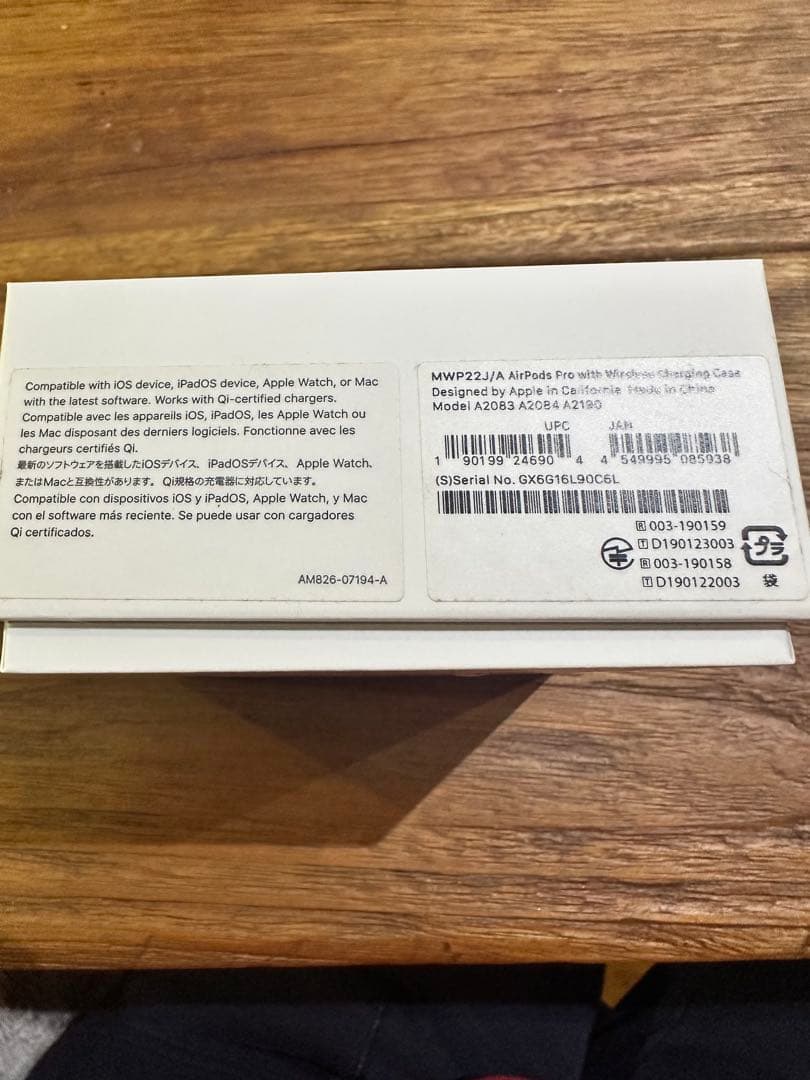 Compatible with iOS device, iPadOS device, Apple Watch, or Mac
with the latest software. Works with Qi-certified chargers.
Compatible avec les appareils iOS, iPadOS, les Apple Watch ou
les Mac disposant des derniers logiciels. Fonctionne avec les
chargeurs certifiés Qi.
最新のソフトウェアを搭載したiOSデバイス、iPadOSデバイス、Apple Watch、
またはMacと互換性があります。Qi規格の充電器に対応しています。
Compatible con dispositivos iOS y iPadOS, Apple Watch, y Mac
con el software más reciente. Se puede usar con cargadores
Qi certificados.
AM826-07194-A
MWP22J/A AirPods Pro with Wireless Charging Case
Designed by Apple in California Made in China
Model A2083 A2084 A2190
UPC JAN
1 90199 24690 4 4 549995 085938
(S)Serial No. GX6G16L90C6L
R 003-190159
T D190123003
R 003-190158
T D190122003
プラ
袋